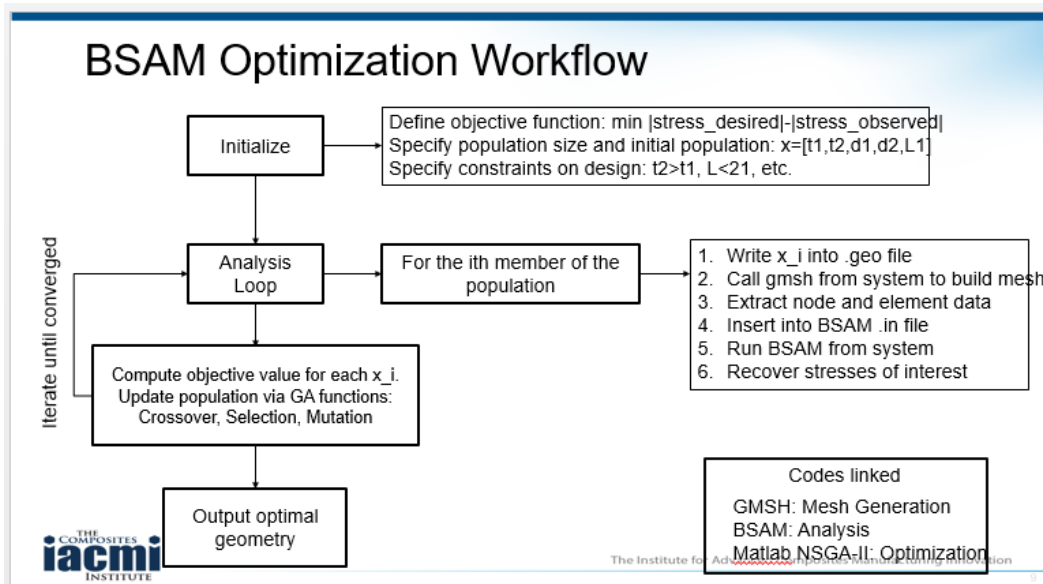 BSAM Optimization Workflow
Initialize
Define objective function: min |stress_desired|-|stress_observed|
Specify population size and initial population: x=[t1,t2,d1,d2,L1]
Specify constraints on design: t2>t1, L<21, etc.
Iterate until converged
Analysis
Loop
For the ith member of the
population
1. Write x_i into .geo file
2. Call gmsh from system to build mesh
3. Extract node and element data
4. Insert into BSAM .in file
5. Run BSAM from system
6. Recover stresses of interest
Compute objective value for each x_i.
Update population via GA functions:
Crossover, Selection, Mutation
Output optimal
geometry
Codes linked
GMSH: Mesh Generation
BSAM: Analysis
Matlab NSGA-II: Optimization
THE
COMPOSITES
iacmi
INSTITUTE
The Institute for Advanced Composites Manufacturing Innovation
9